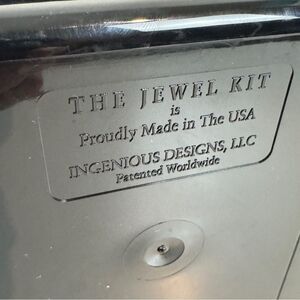 THE JEWEL KIT
is
Proudly Made in The USA
INGENIOUS DESIGNS, LLC
Patented Worldwide